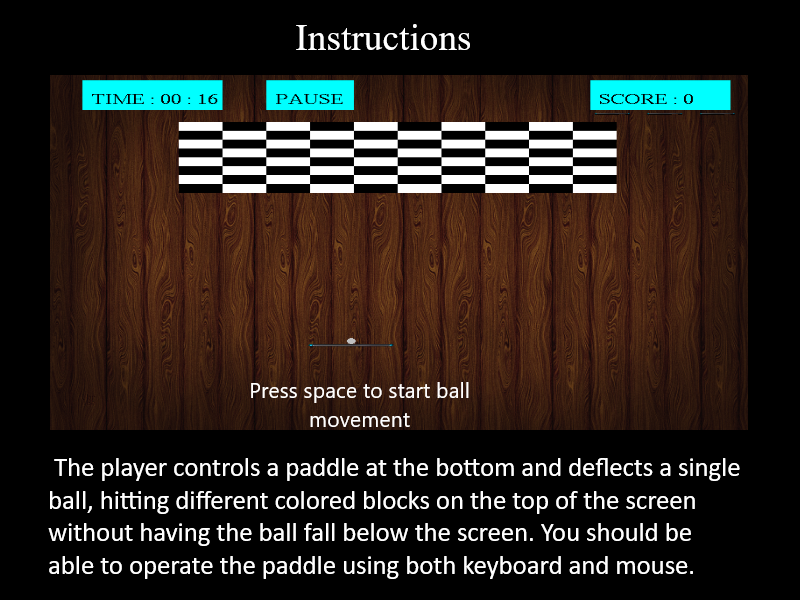 Instructions
TIME : 00 : 16 PAUSE SCORE : 0
Press space to start ball
movement
The player controls a paddle at the bottom and deflects a single
ball, hitting different colored blocks on the top of the screen
without having the ball fall below the screen. You should be
able to operate the paddle using both keyboard and mouse.